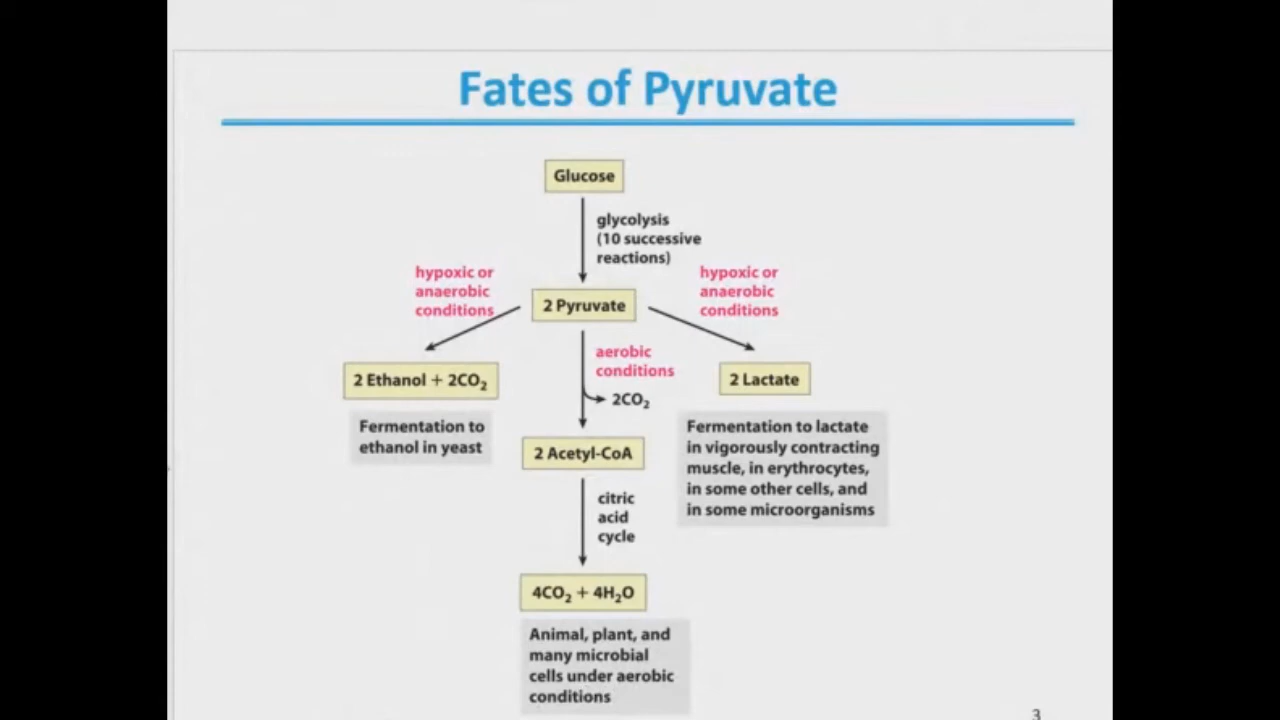 Fates of Pyruvate
Glucose
glycolysis
(10 successive
reactions)
hypoxic or
anaerobic
conditions
2 Pyruvate
hypoxic or
anaerobic
conditions
2 Ethanol + 2CO₂
Fermentation to
ethanol in yeast
aerobic
conditions
2CO₂
2 Lactate
Fermentation to lactate
in vigorously contracting
muscle, in erythrocytes,
in some other cells, and
in some microorganisms
2 Acetyl-CoA
citric
acid
cycle
4CO₂ + 4H₂O
Animal, plant, and
many microbial
cells under aerobic
conditions
3